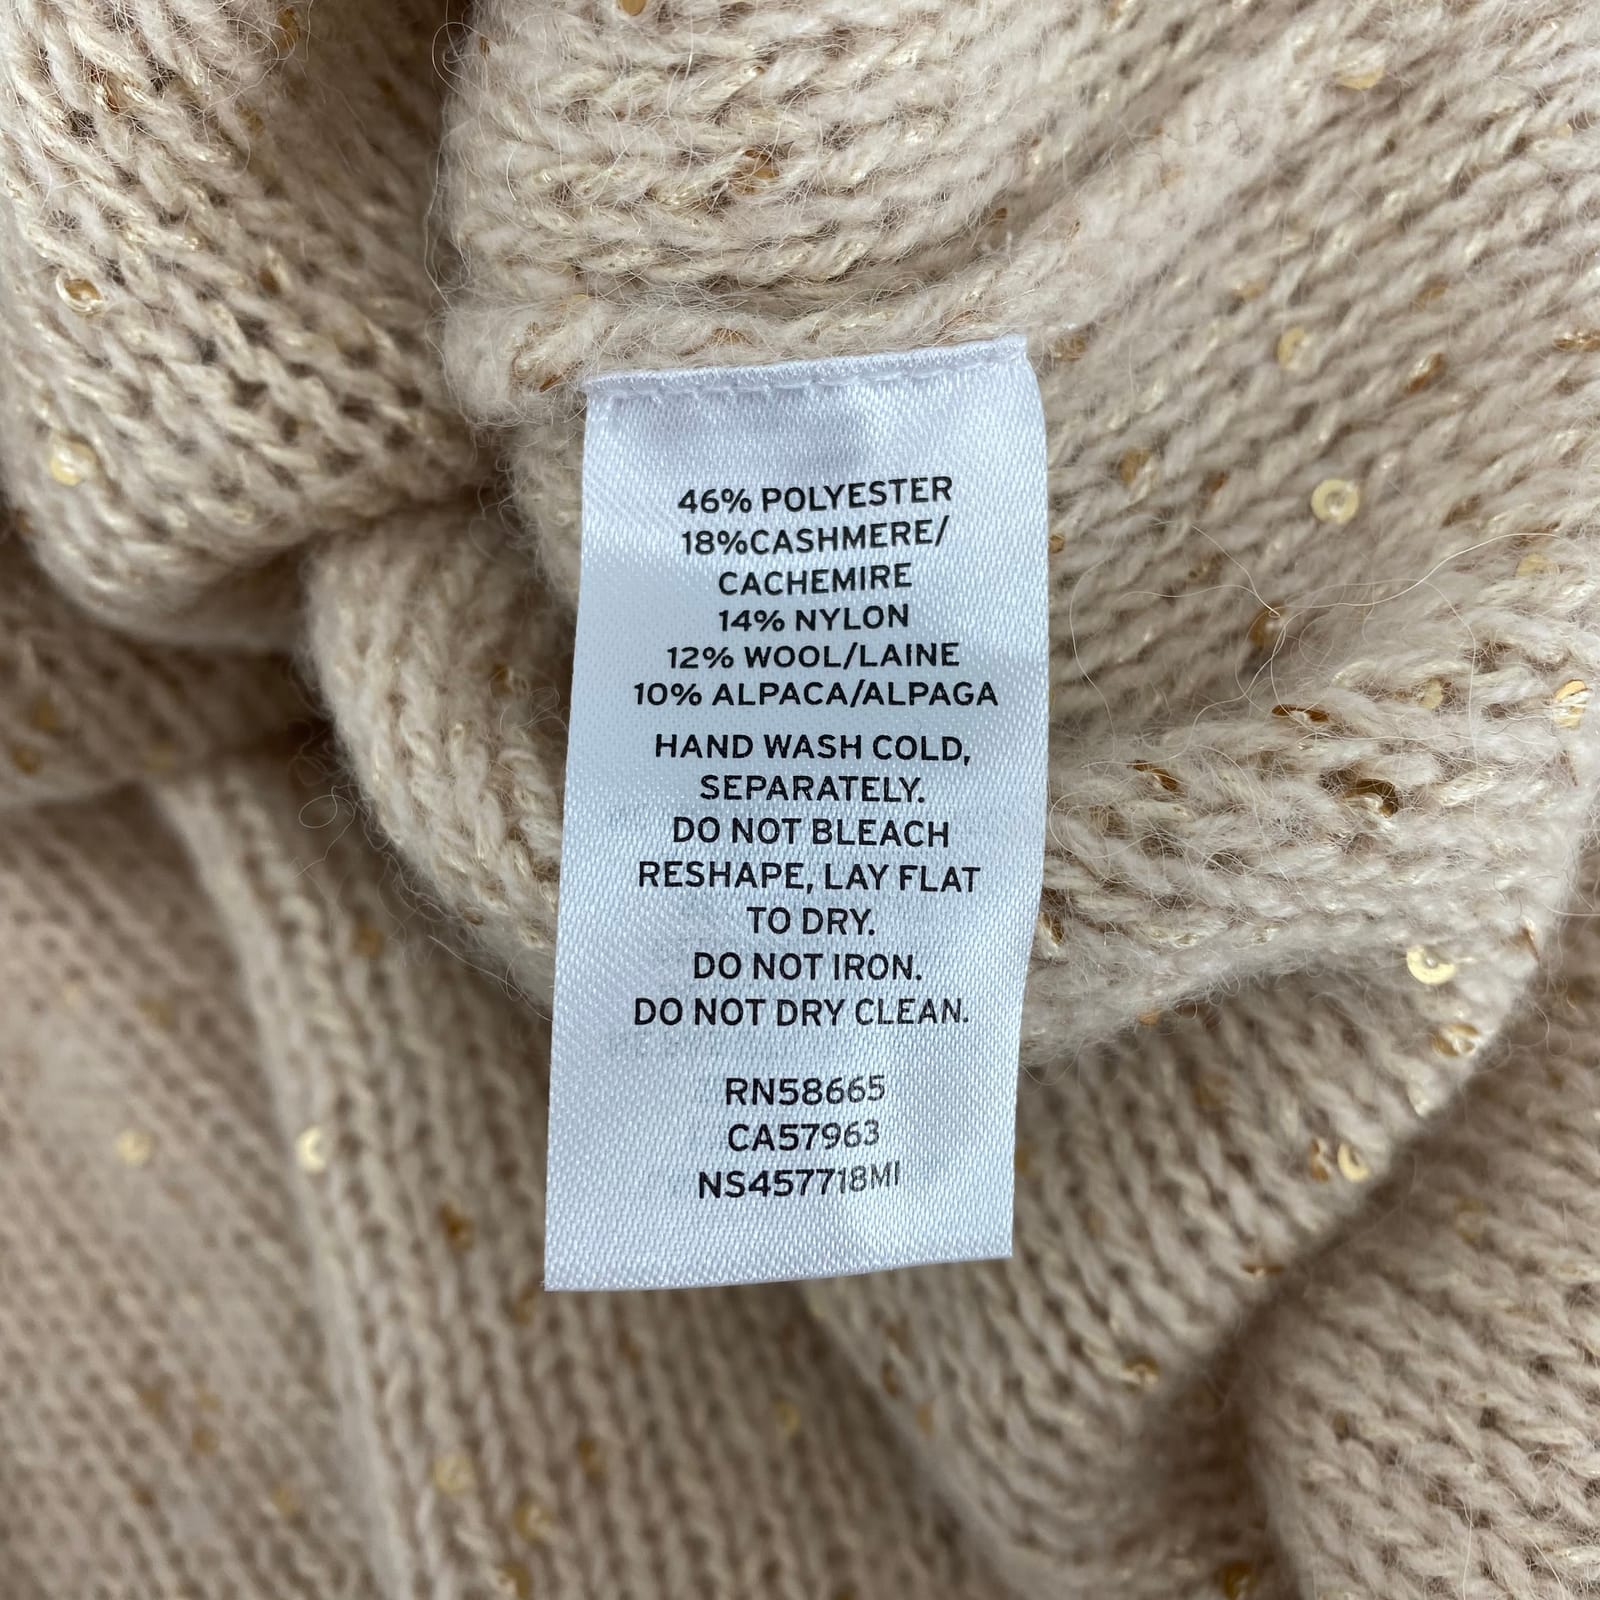 46% POLYESTER
18%CASHMERE/
CACHEMIRE
14% NYLON
12% WOOL/LAINE
10% ALPACA/ALPAGA
HAND WASH COLD,
SEPARATELY.
DO NOT BLEACH
RESHAPE, LAY FLAT
TO DRY.
DO NOT IRON.
DO NOT DRY CLEAN.
RN58665
CA57963
NS457718MI